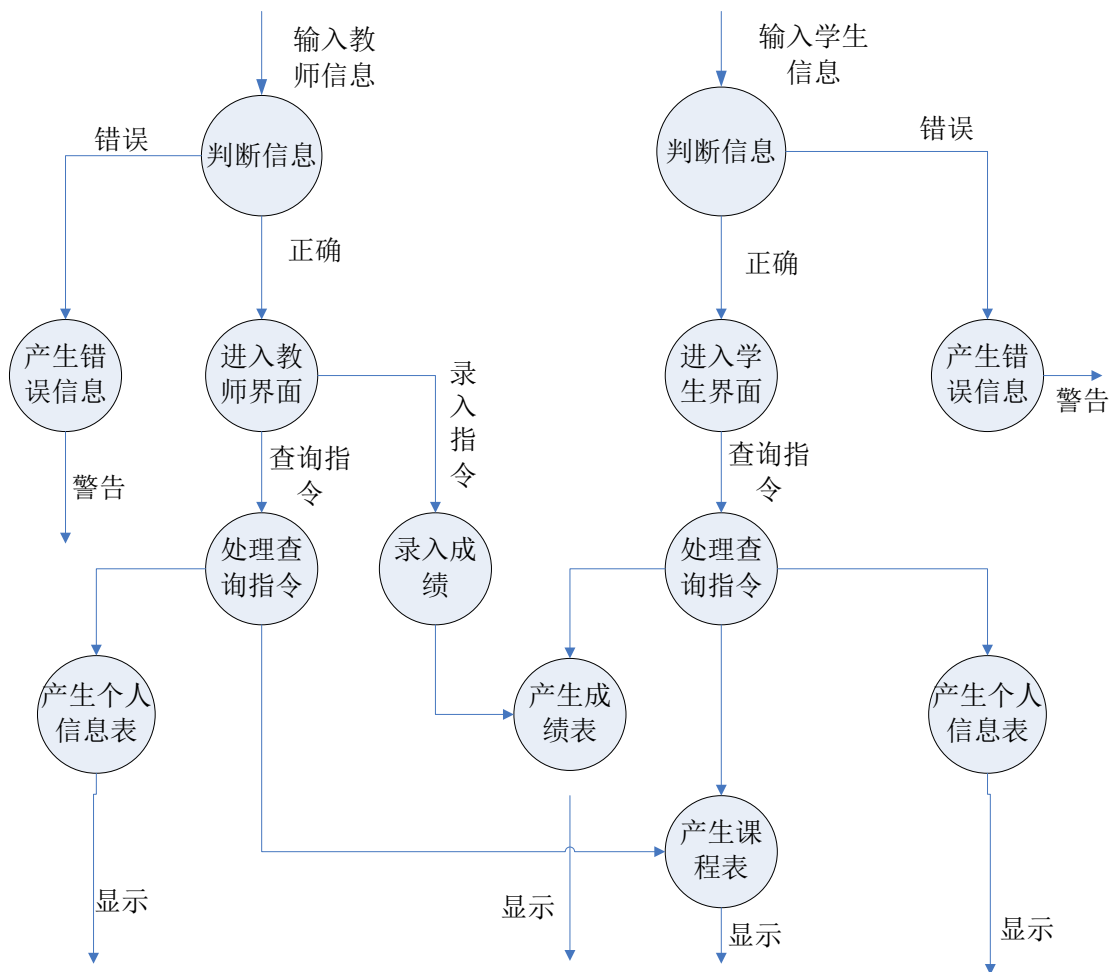 输入教
师信息
输入学生
信息
错误
判断信息
判断信息
错误
正确
正确
产生错
误信息
进入教
师界面
录
入
指
令
进入学
生界面
产生错
误信息
警告
查询指
令
查询指
令
警告
处理查
询指令
录入成
绩
处理查
询指令
产生个人
信息表
产生成
绩表
产生个人
信息表
产生课
程表
显示
显示
显示
显示